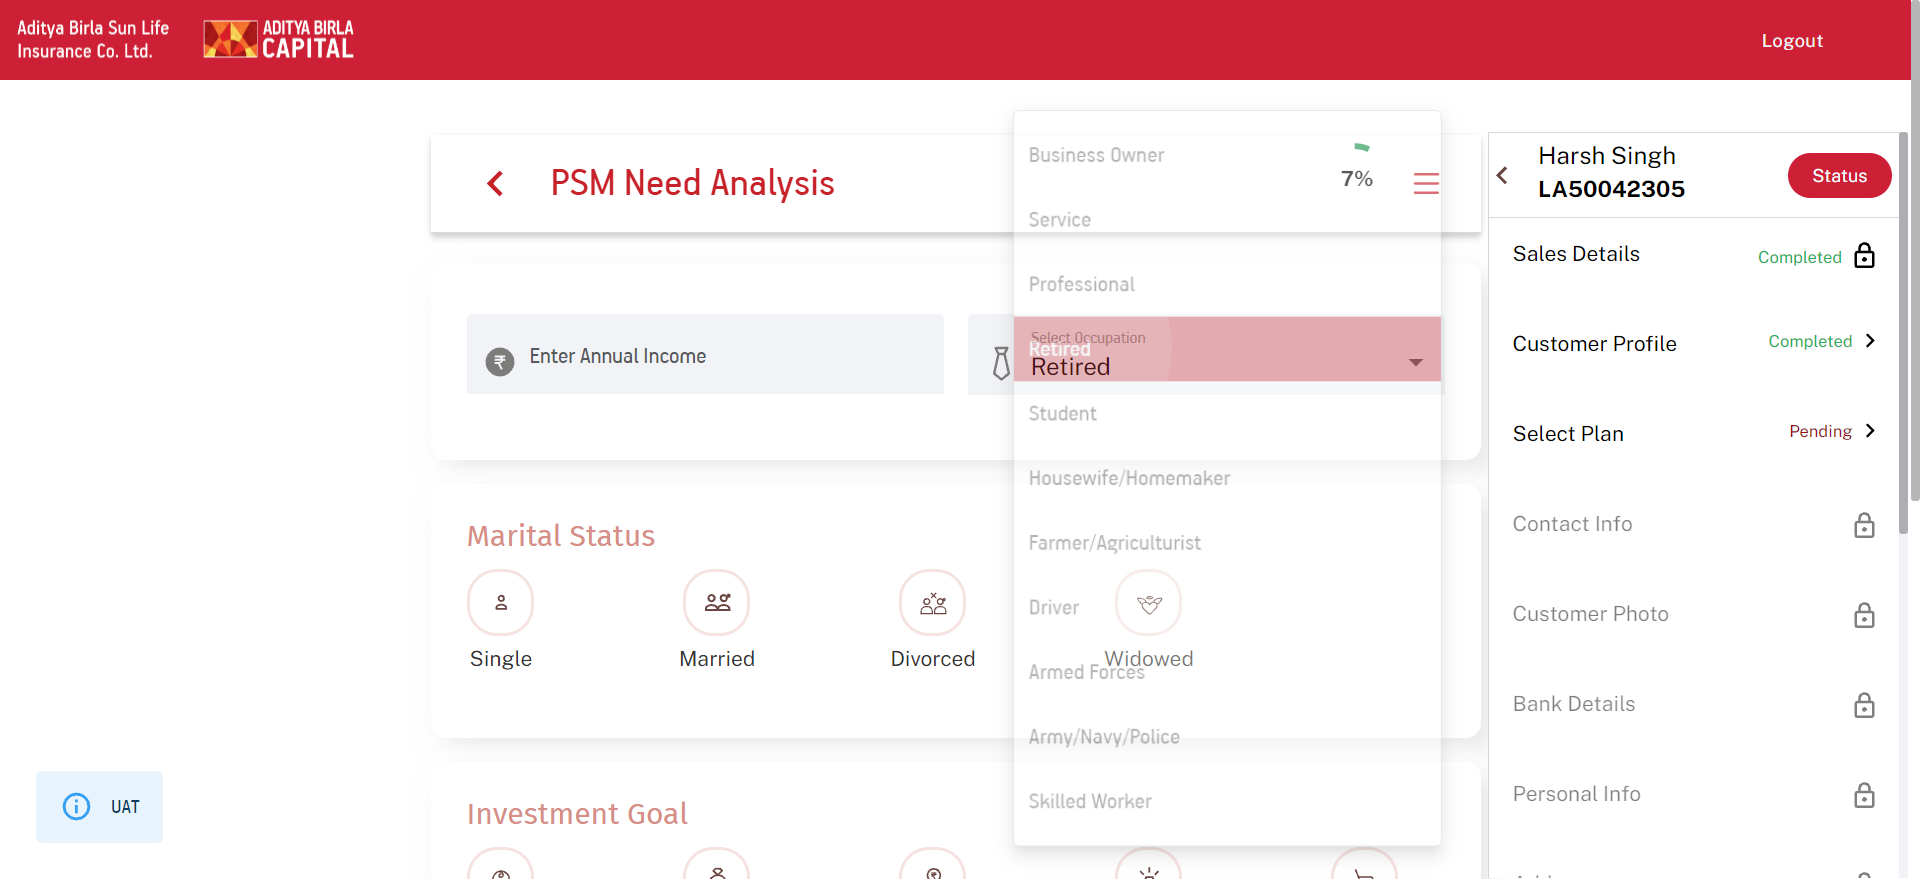 Aditya Birla Sun Life
Insurance Co. Ltd.
ADITYA BIRLA
CAPITAL
Logout
PSM Need Analysis
7%
Enter Annual Income
Select Occupation
Retired
Business Owner
Service
Professional
Retired
Student
Housewife/Homemaker
Farmer/Agriculturist
Driver
Armed Forces
Army/Navy/Police
Skilled Worker
Marital Status
Single
Married
Divorced
Widowed
Investment Goal
UAT
Harsh Singh
LA50042305
Status
Sales Details
Completed
Customer Profile
Completed
Select Plan
Pending
Contact Info
Customer Photo
Bank Details
Personal Info